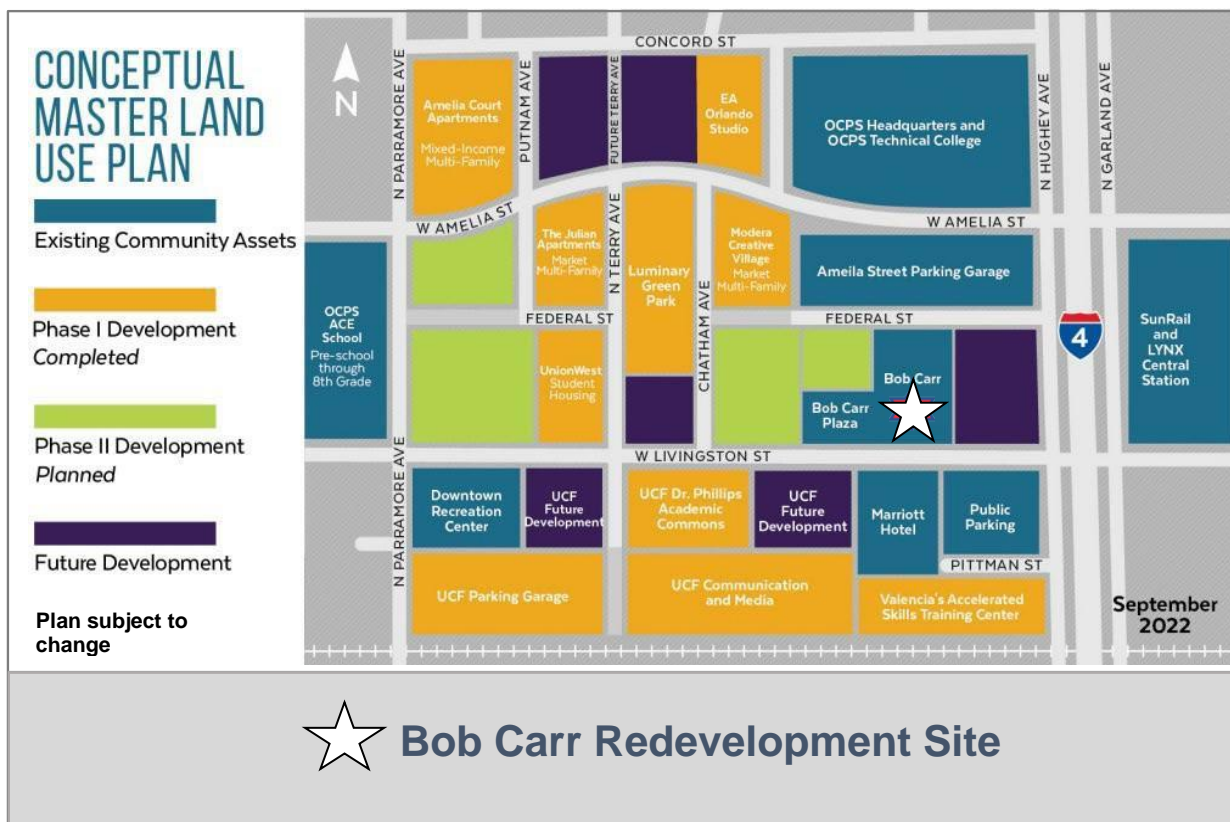 CONCEPTUAL
MASTER LAND
USE PLAN
Existing Community Assets
Phase I Development
Completed
Phase II Development
Planned
Future Development
Plan subject to
change
N
CONCORD ST
N PARRAMORE AVE
PUTNAM AVE
FUTURE TERRY AVE
N HUGHEY AVE
N GARLAND AVE
Amelia Court
Apartments
Mixed-Income
Multi-Family
EA
Orlando
Studio
OCPS Headquarters and
OCPS Technical College
W AMELIA ST
W AMELIA ST
The Julian
Apartments
Market
Multi-Family
N TERRY AVE
Luminary
Green
Park
CHATHAM AVE
Modera
Creative
Village
Market
Multi-Family
Ameila Street Parking Garage
OCPS
ACE
School
Pre-school
through
8th Grade
FEDERAL ST
FEDERAL ST
4
SunRail
and
LYNX
Central
Station
UnionWest
Student
Housing
Bob Carr
Bob Carr
Plaza
N PARRAMORE AVE
W LIVINGSTON ST
Downtown
Recreation
Center
UCF
Future
Development
UCF Dr. Phillips
Academic
Commons
UCF
Future
Development
Marriott
Hotel
Public
Parking
PITTMAN ST
UCF Parking Garage
UCF Communication
and Media
Valencia's Accelerated
Skills Training Center
September
2022
Bob Carr Redevelopment Site